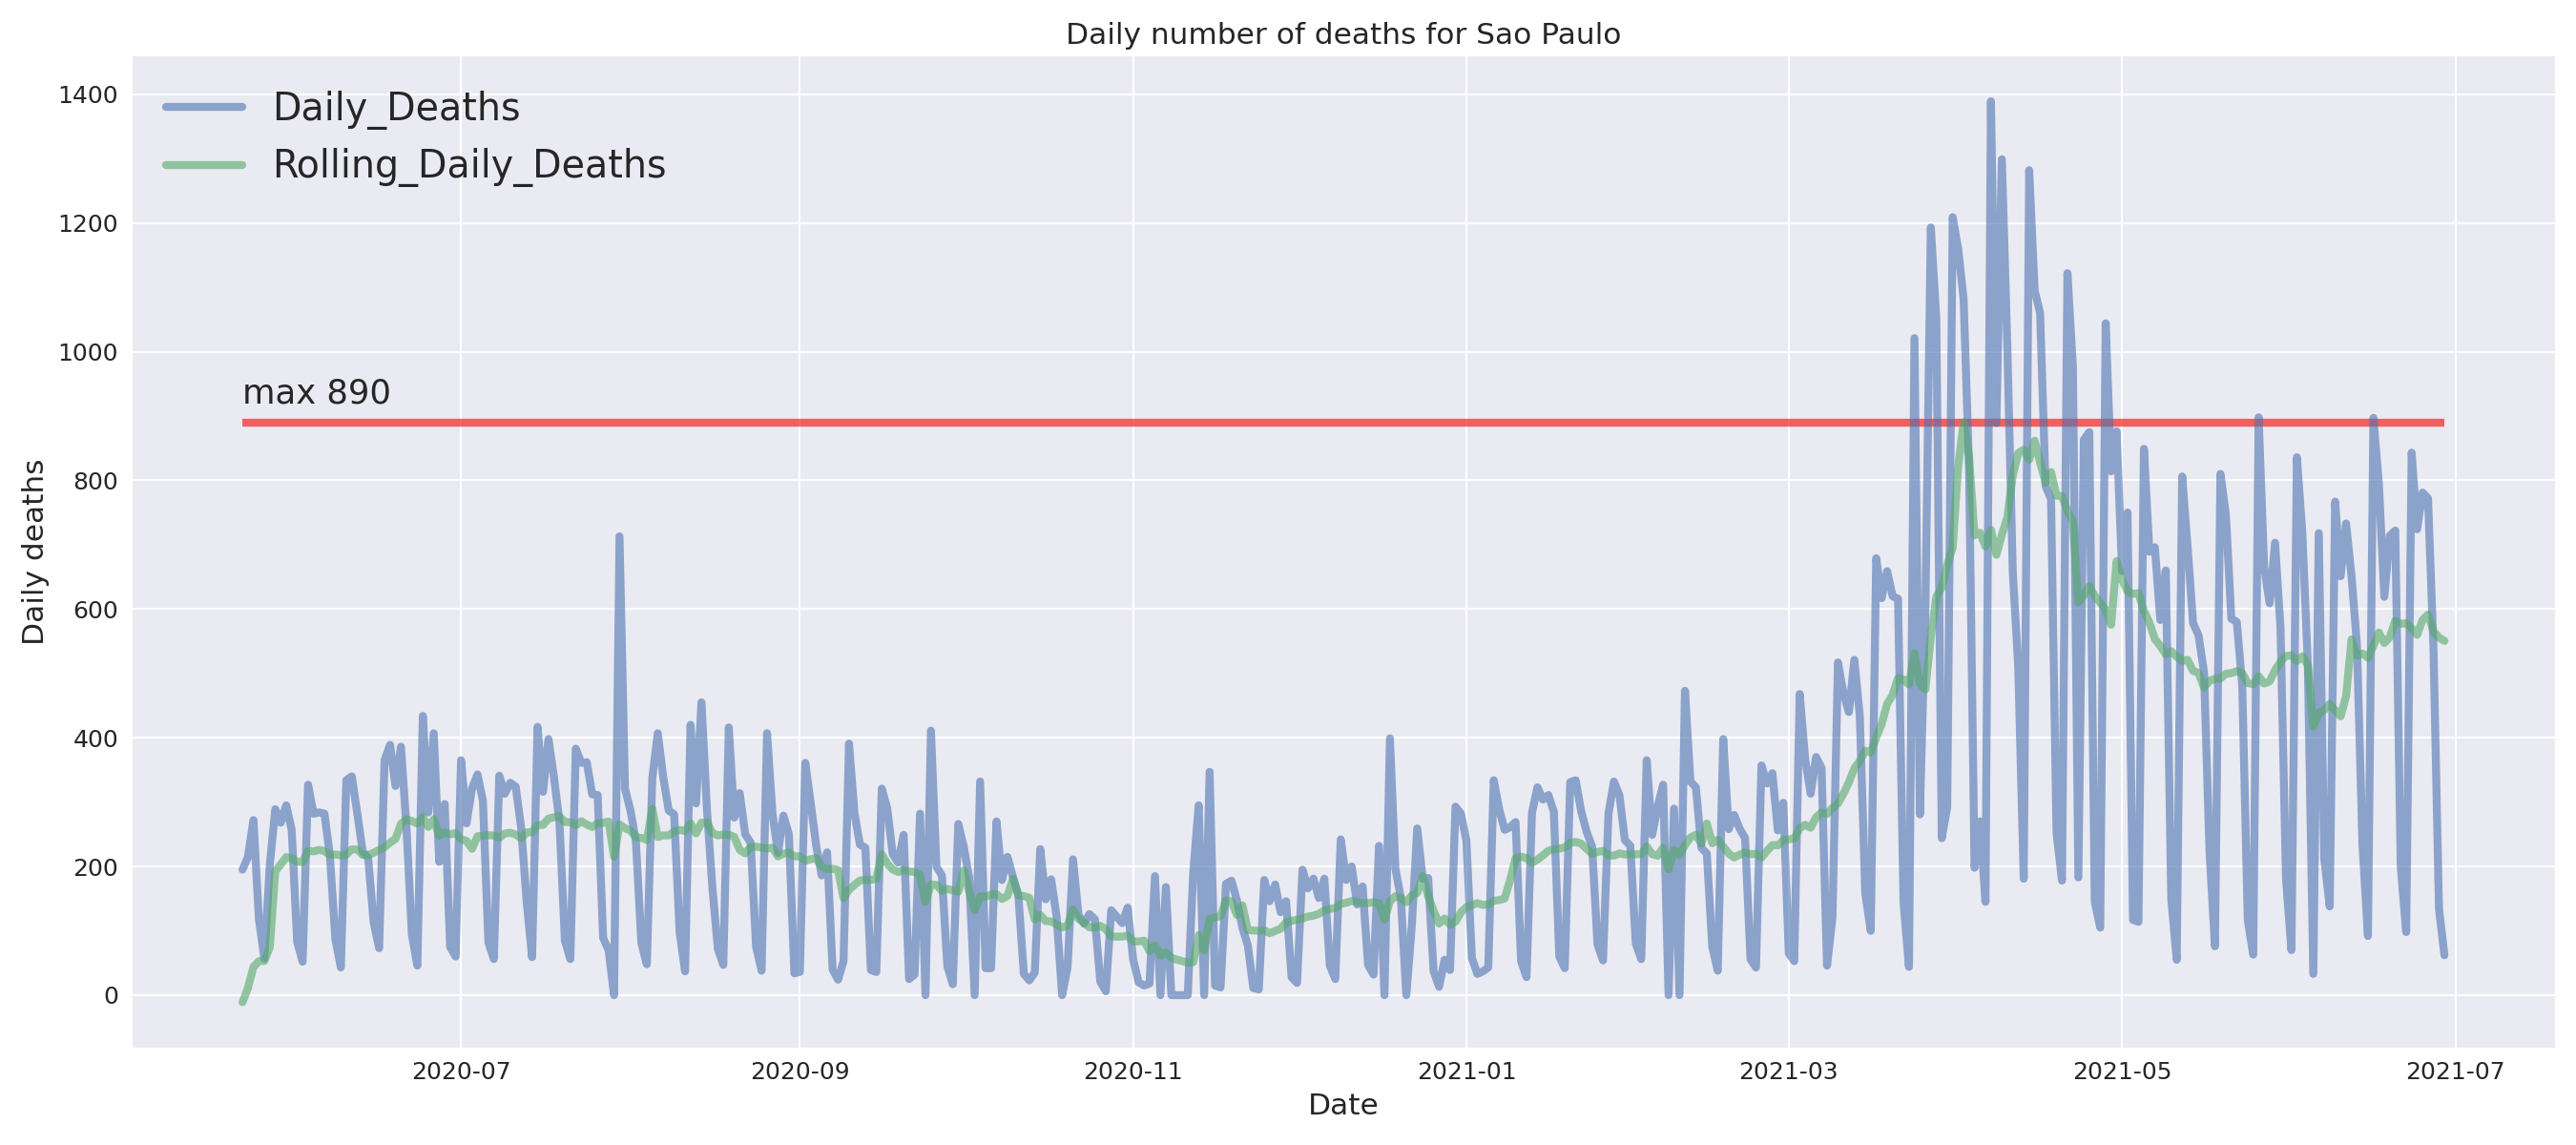 Daily number of deaths for Sao Paulo
Daily_Deaths
Rolling_Daily_Deaths
max 890
Daily deaths
1400
1200
1000
800
600
400
200
0
2020-07
2020-09
2020-11
2021-01
2021-03
2021-05
2021-07
Date